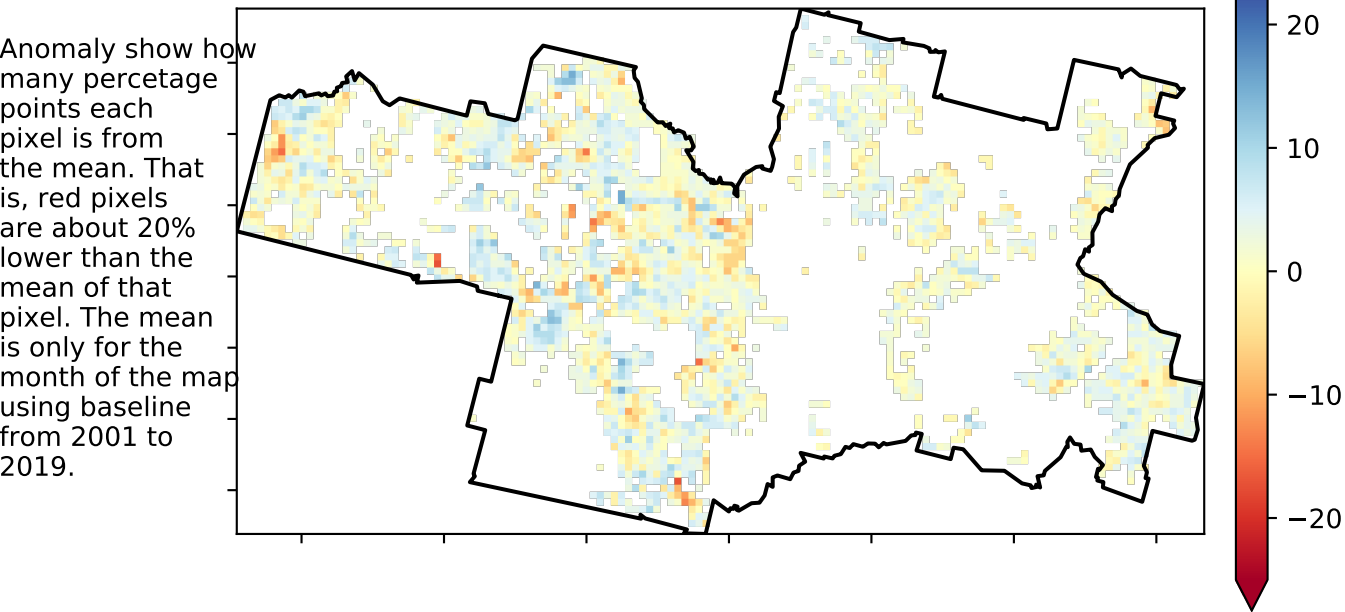 Anomaly show how
many percetage
points each
pixel is from
the mean. That
is, red pixels
are about 20%
lower than the
mean of that
pixel. The mean
is only for the
month of the map
using baseline
from 2001 to
2019.
20
10
0
−10
−20